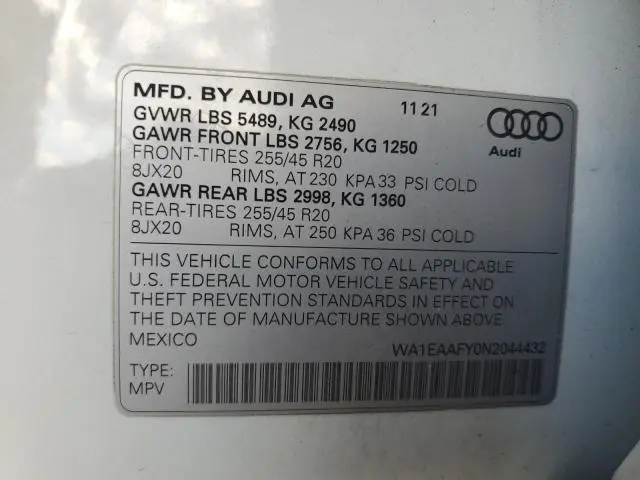 MFD. BY AUDI AG 11 21
GVWR LBS 5489, KG 2490
GAWR FRONT LBS 2756, KG 1250
Audi
FRONT-TIRES 255/45 R20
8JX20 RIMS, AT 230 KPA 33 PSI COLD
GAWR REAR LBS 2998, KG 1360
REAR-TIRES 255/45 R20
8JX20 RIMS, AT 250 KPA 36 PSI COLD
THIS VEHICLE CONFORMS TO ALL APPLICABLE
U.S. FEDERAL MOTOR VEHICLE SAFETY AND
THEFT PREVENTION STANDARDS IN EFFECT ON
THE DATE OF MANUFACTURE SHOWN ABOVE.
MEXICO WA1EAAFY0N2044432
TYPE:
MPV